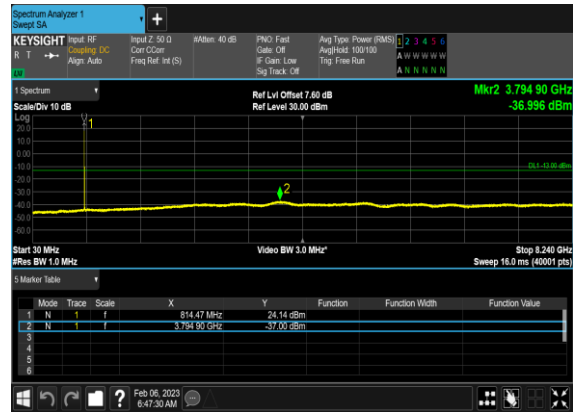 Spectrum Analyzer 1
Swept SA
KEYSIGHT Input: RF Input Z: 50 Ω #Atten: 40 dB PNO: Fast Avg Type: Power (RMS) 1 2 3 4 5 6
R T Coupling: DC Corr CCorr Gate: Off Avg|Hold: 100/100 A W W W W W
Align: Auto Freq Ref: Int (S) IF Gain: Low Trig: Free Run
Sig Track: Off A N N N N N
1 Spectrum Ref Lvl Offset 7.60 dB Mkr2 3.794 90 GHz
Scale/Div 10 dB Ref Level 30.00 dBm -36.996 dBm
Log
20.0 1
10.0
0.00
-10.0 DL1 -13.00 dBm
-20.0
-30.0 2
-40.0
-50.0
-60.0
Start 30 MHz Video BW 3.0 MHz* Stop 8.240 GHz
#Res BW 1.0 MHz Sweep 16.0 ms (40001 pts)
5 Marker Table
Mode Trace Scale X Y Function Function Width Function Value
1 N 1 f 814.47 MHz 24.14 dBm
2 N 1 f 3.794 90 GHz -37.00 dBm
3
4
5
6
? Feb 06, 2023
6:47:30 AM